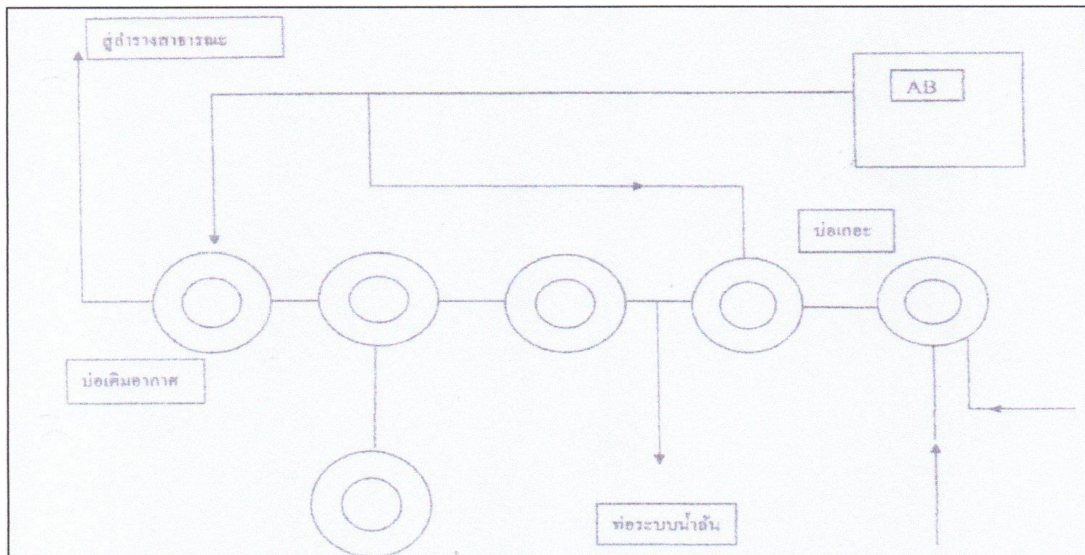 สู่ลำรางสาธารณะ
AB
บ่อเกอะ
บ่อเติมอากาศ
ท่อระบบน้ำล้น